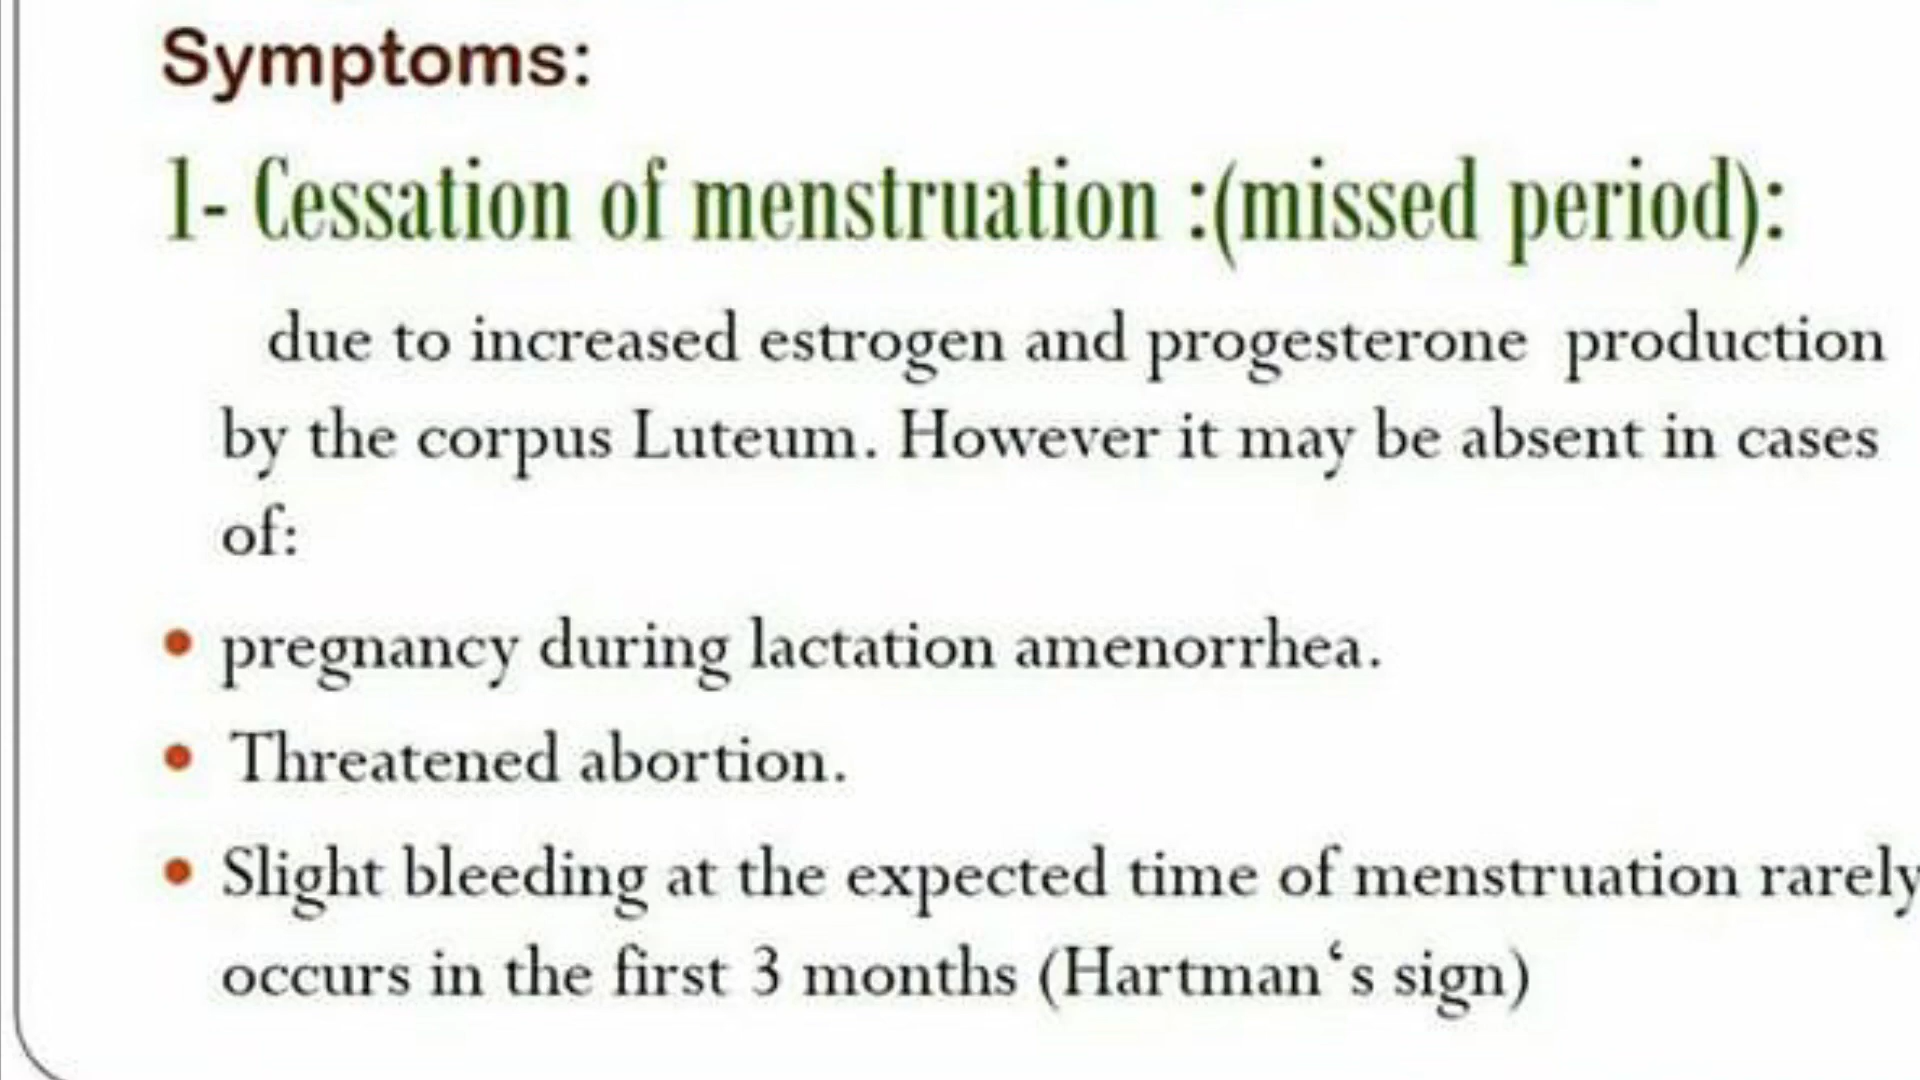 Symptoms:
1- Cessation of menstruation :(missed period):
due to increased estrogen and progesterone production
by the corpus Luteum. However it may be absent in cases
of:
• pregnancy during lactation amenorrhea.
• Threatened abortion.
• Slight bleeding at the expected time of menstruation rarely
occurs in the first 3 months (Hartman‘s sign)